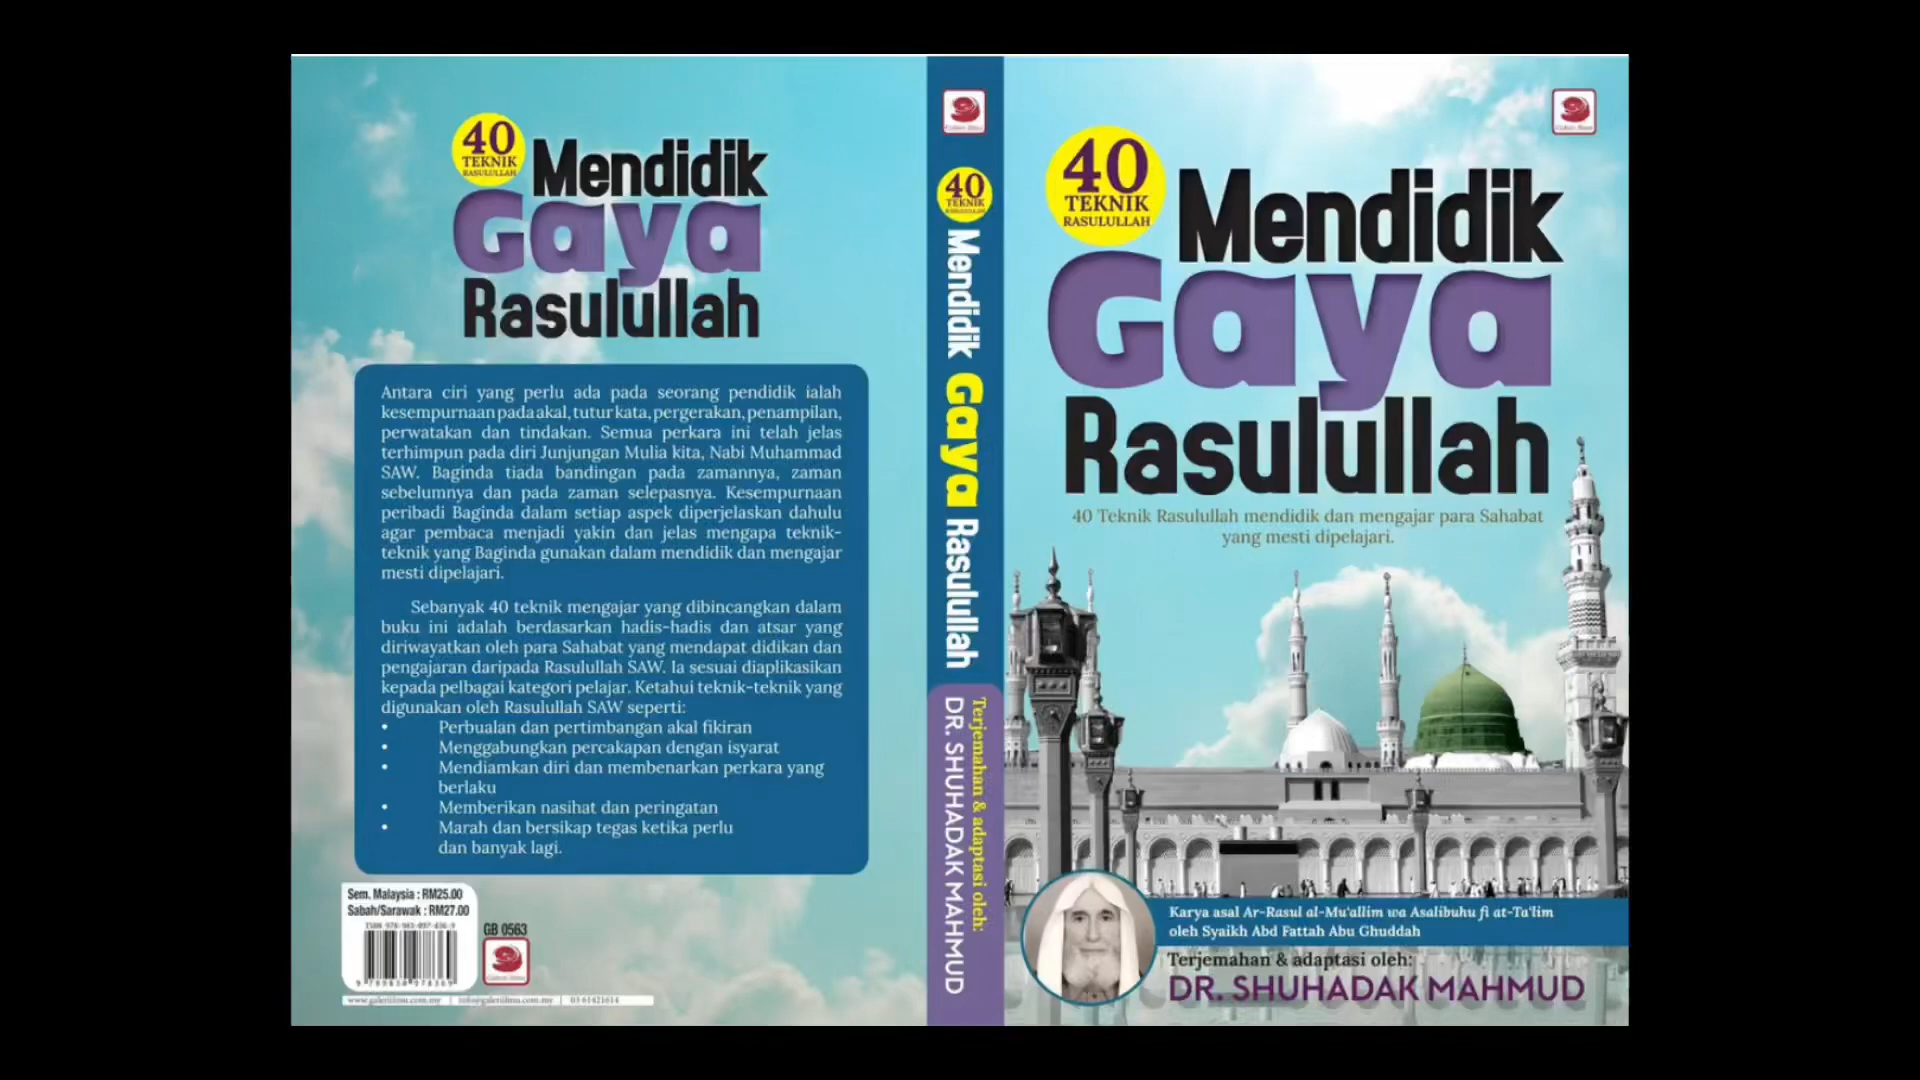 40
TEKNIK
RASULULLAH
Mendidik
Gaya
Rasulullah
Antara ciri yang perlu ada pada seorang pendidik ialah
kesempurnaan pada akal, tutur kata, pergerakan, penampilan,
perwatakan dan tindakan. Semua perkara ini telah jelas
terhimpun pada diri Junjungan Mulia kita, Nabi Muhammad
SAW. Baginda tiada bandingan pada zamannya, zaman
sebelumnya dan pada zaman selepasnya. Kesempurnaan
peribadi Baginda dalam setiap aspek diperjelaskan dahulu
agar pembaca menjadi yakin dan jelas mengapa teknik-
teknik yang Baginda gunakan dalam mendidik dan mengajar
mesti dipelajari.
Sebanyak 40 teknik mengajar yang dibincangkan dalam
buku ini adalah berdasarkan hadis-hadis dan atsar yang
diriwayatkan oleh para Sahabat yang mendapat didikan dan
pengajaran daripada Rasulullah SAW. Ia sesuai diaplikasikan
kepada pelbagai kategori pelajar. Ketahui teknik-teknik yang
digunakan oleh Rasulullah SAW seperti:
• Perbualan dan pertimbangan akal fikiran
• Menggabungkan percakapan dengan isyarat
• Mendiamkan diri dan membenarkan perkara yang
berlaku
• Memberikan nasihat dan peringatan
• Marah dan bersikap tegas ketika perlu
dan banyak lagi.
Sem. Malaysia : RM25.00
Sabah/Sarawak : RM27.00
GB 0563
www.galeriilmu.com.my | info@galeriilmu.com.my | 03 61421614
40
TEKNIK
RASULULLAH
Mendidik Gaya Rasulullah
Terjemahan & adaptasi oleh:
DR. SHUHADAK MAHMUD
40
TEKNIK
RASULULLAH
Mendidik
Gaya
Rasulullah
40 Teknik Rasulullah mendidik dan mengajar para Sahabat
yang mesti dipelajari.
Karya asal Ar-Rasul al-Mu'allim wa Asalibuhu fi at-Ta'lim
oleh Syaikh Abd Fattah Abu Ghuddah
Terjemahan & adaptasi oleh:
DR. SHUHADAK MAHMUD